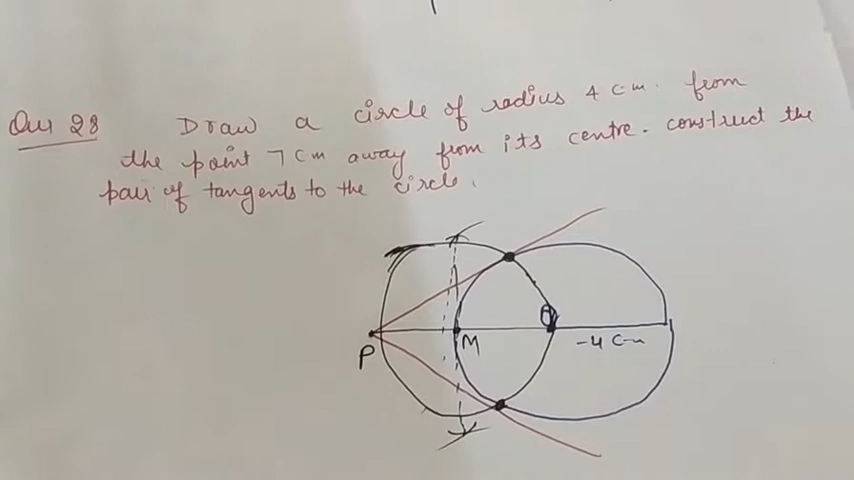 Que 28 Draw a circle of radius 4 cm. from
the point 7 cm away from its centre. construct the
pair of tangents to the circle.
P M O - 4 cm